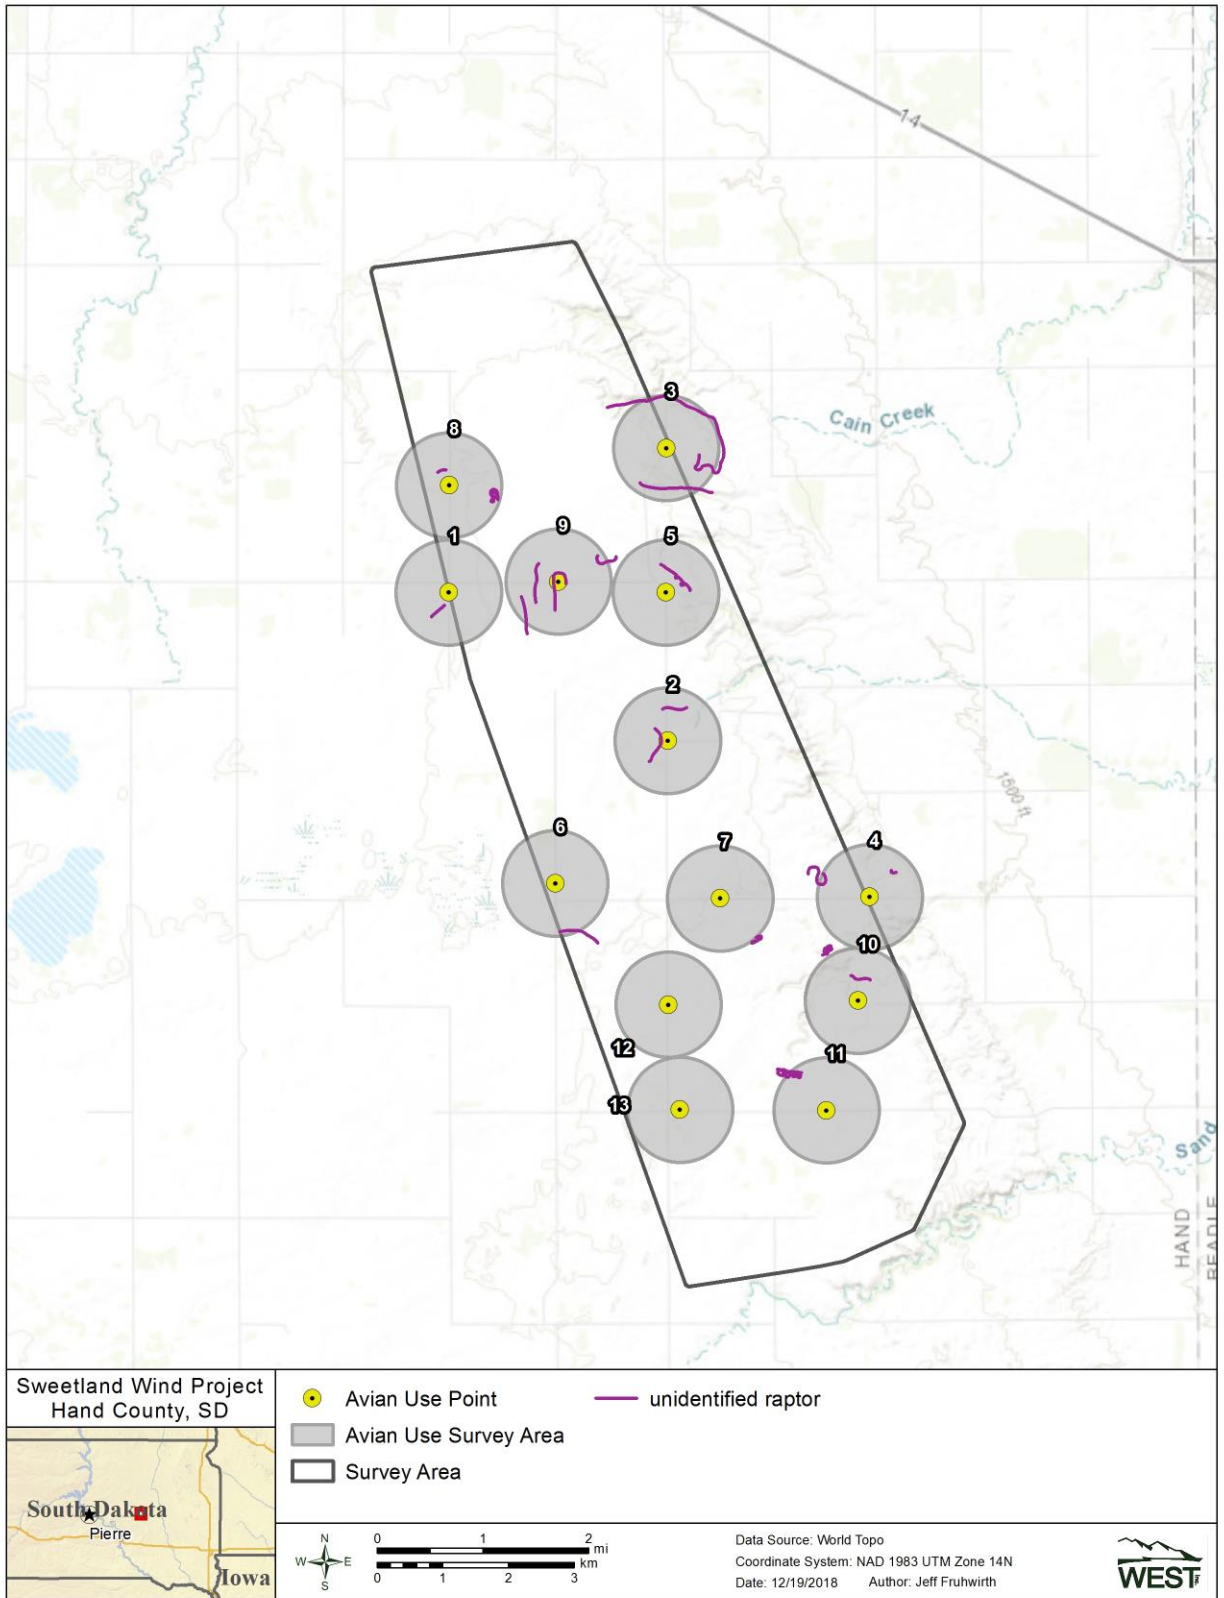 14
3
Cain Creek
8
9
1
5
2
1500 ft
6
7
4
10
12
11
13
Sand
HAND
BEADLE
Sweetland Wind Project
Hand County, SD
Avian Use Point
unidentified raptor
Avian Use Survey Area
Survey Area
South Dakota
Pierre
Iowa
N
W E
S
0 1 2
mi
km
0 1 2 3
Data Source: World Topo
Coordinate System: NAD 1983 UTM Zone 14N
Date: 12/19/2018 Author: Jeff Fruhwirth
WEST